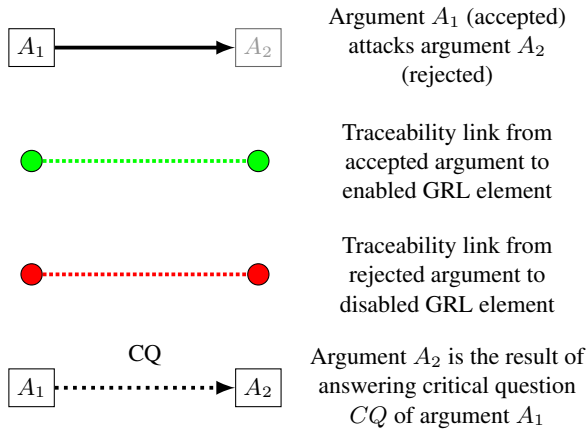 A₁ A₂ Argument A₁ (accepted)
attacks argument A₂
(rejected)
Traceability link from
accepted argument to
enabled GRL element
Traceability link from
rejected argument to
disabled GRL element
CQ
A₁ A₂ Argument A₂ is the result of
answering critical question
CQ of argument A₁